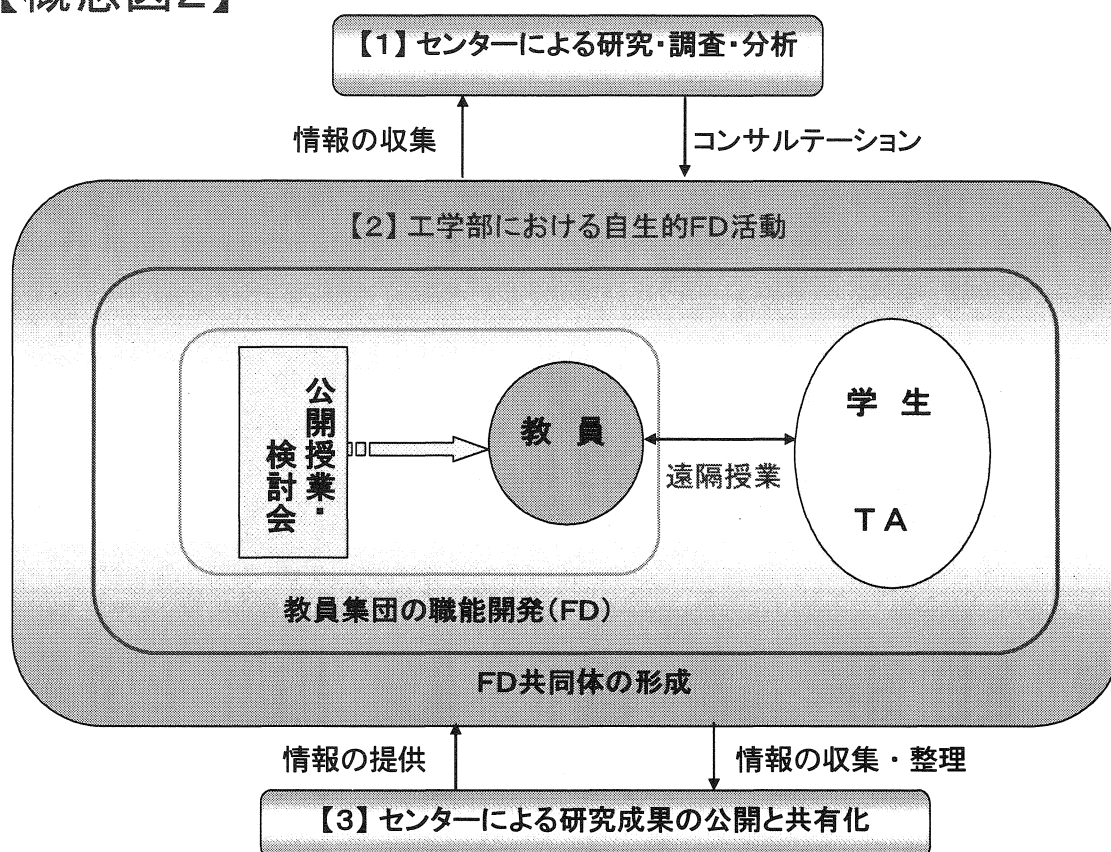 【概念図2】
【1】センターによる研究・調査・分析
情報の収集
コンサルテーション
【2】工学部における自生的FD活動
公開授業・
検討会
教 員
遠隔授業
学 生
TA
教員集団の職能開発(FD)
FD共同体の形成
情報の提供
情報の収集・整理
【3】センターによる研究成果の公開と共有化